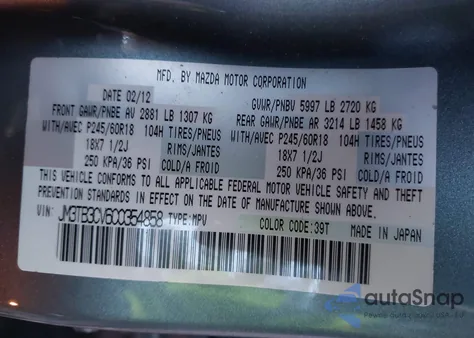 MFD. BY MAZDA MOTOR CORPORATION
DATE 02/12 GVWR/PNBV 5997 LB 2720 KG
FRONT GAWR/PNBE AV 2881 LB 1307 KG REAR GAWR/PNBE AR 3214 LB 1458 KG
WITH/AVEC P245/60R18 104H TIRES/PNEUS WITH/AVEC P245/60R18 104H TIRES/PNEUS
18X7 1/2J RIMS/JANTES 18X7 1/2J RIMS/JANTES
250 KPA/36 PSI COLD/A FROID 250 KPA/36 PSI COLD/A FROID
THIS VEHICLE CONFORMS TO ALL APPLICABLE FEDERAL MOTOR VEHICLE SAFETY AND THEFT
PREVENTION STANDARDS IN EFFECT ON THE DATE OF MANUFACTURE SHOWN ABOVE.
VIN: JM3TB3CV6C0354858 TYPE:MPV COLOR CODE: 39T MADE IN JAPAN
autoSnap